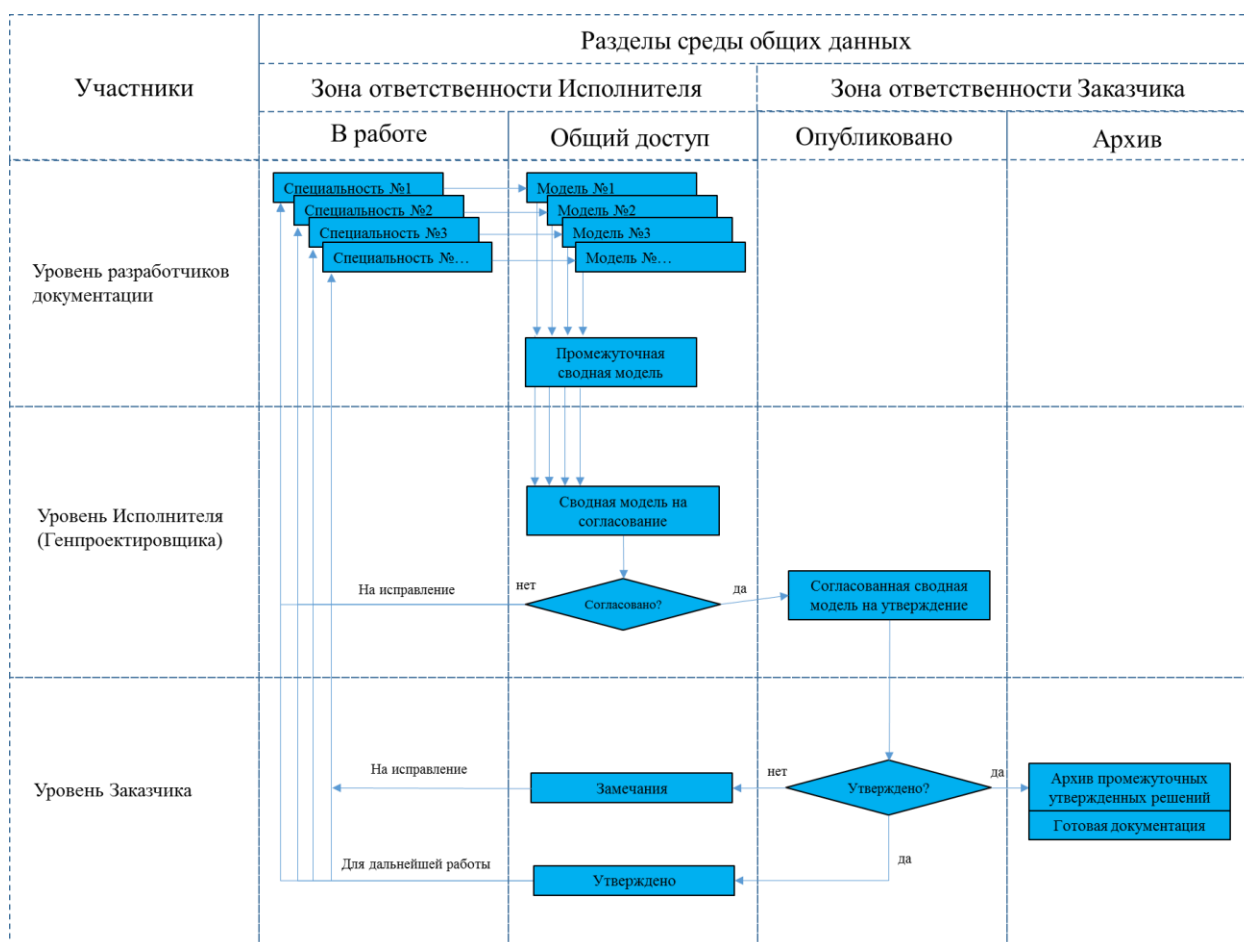 Разделы среды общих данных
Участники
Зона ответственности Исполнителя
Зона ответственности Заказчика
В работе
Общий доступ
Опубликовано
Архив
Специальность №1
Модель №1
Специальность №2
Модель №2
Специальность №3
Модель №3
Специальность №…
Модель №…
Уровень разработчиков
документации
Промежуточная
сводная модель
Уровень Исполнителя
(Генпроектировщика)
Сводная модель на
согласование
На исправление
нет
Согласовано?
да
Согласованная сводная
модель на утверждение
Уровень Заказчика
На исправление
Замечания
нет
Утверждено?
да
Архив промежуточных
утвержденных решений
Готовая документация
Для дальнейшей работы
Утверждено
да